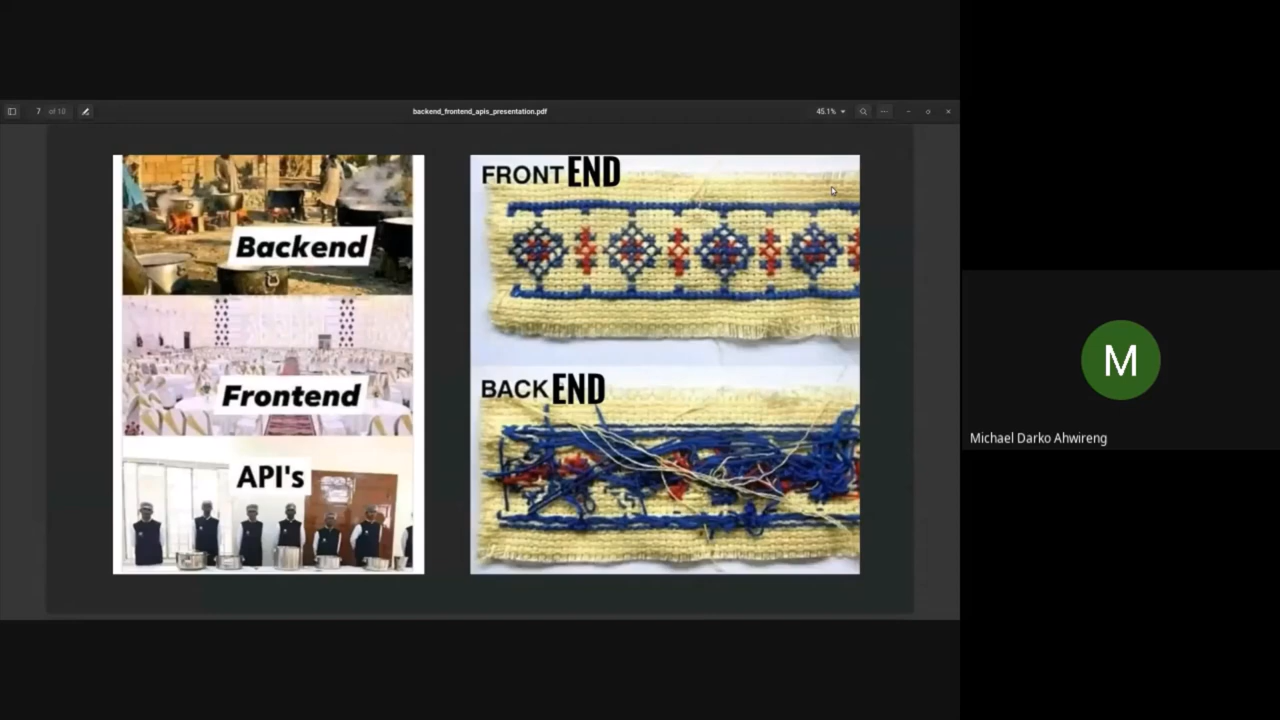 7 of 10
backend_frontend_apis_presentation.pdf
45.1%
Backend
Frontend
API's
FRONT END
BACK END
M
Michael Darko Ahwireng